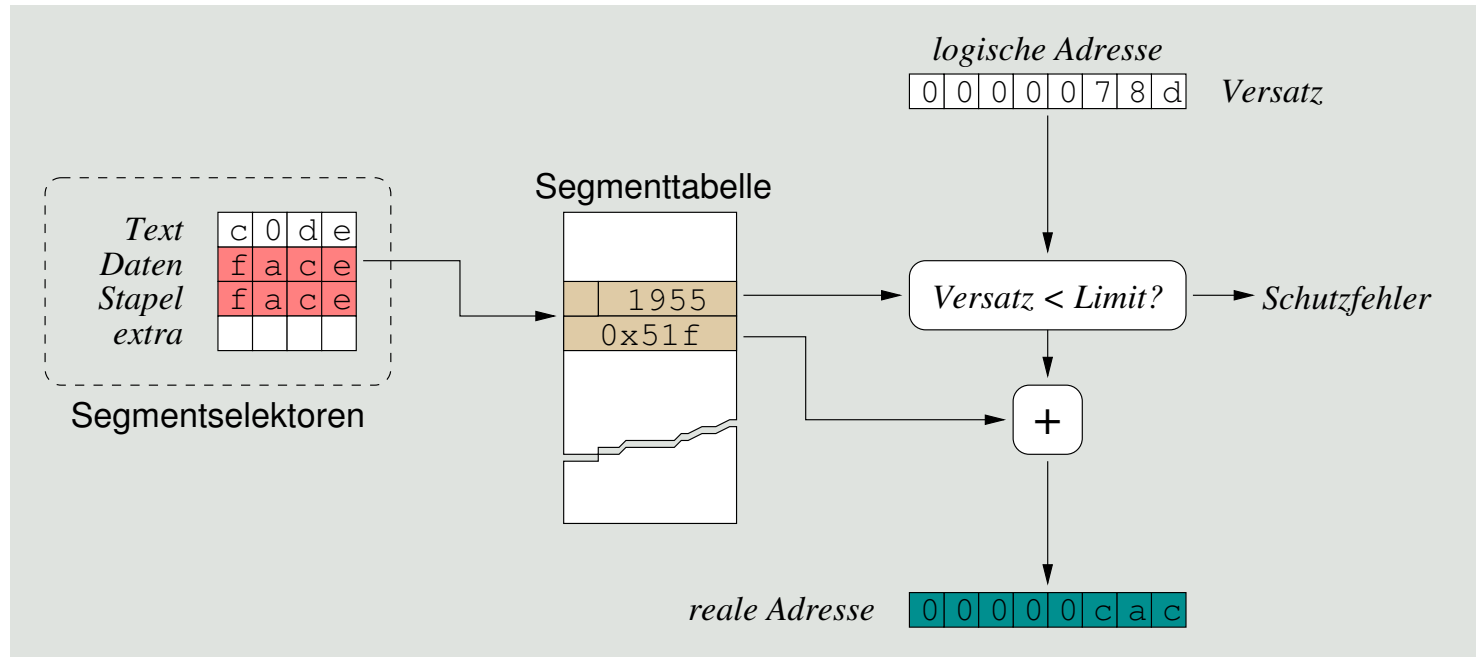 logische Adresse
0 0 0 0 0 7 8 d Versatz
Segmenttabelle
Text c 0 d e
Daten f a c e
Stapel f a c e
extra
Segmentselektoren
1955
0x51f
Versatz < Limit?
Schutzfehler
+
reale Adresse 0 0 0 0 0 c a c